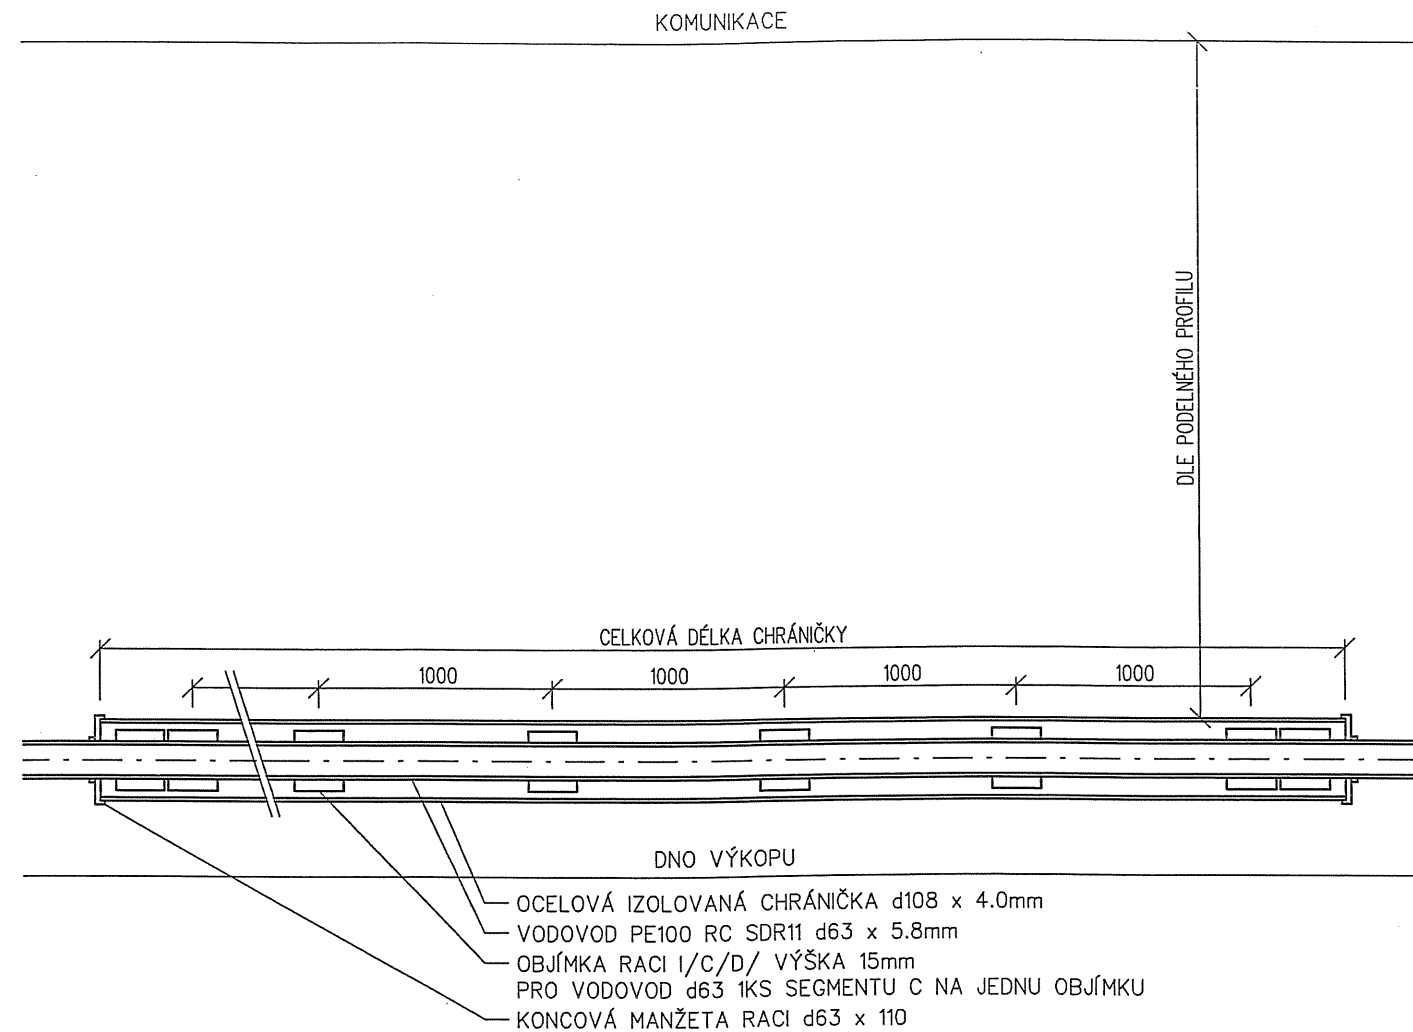 KOMUNIKACE
DLE PODELNÉHO PROFILU
CELKOVÁ DÉLKA CHRÁNIČKY
1000
1000
1000
1000
DNO VÝKOPU
OCELOVÁ IZOLOVANÁ CHRÁNIČKA d108 x 4.0mm
VODOVOD PE100 RC SDR11 d63 x 5.8mm
OBJÍMKA RACI I/C/D/ VÝŠKA 15mm
PRO VODOVOD d63 1KS SEGMENTU C NA JEDNU OBJÍMKU
KONCOVÁ MANŽETA RACI d63 x 110